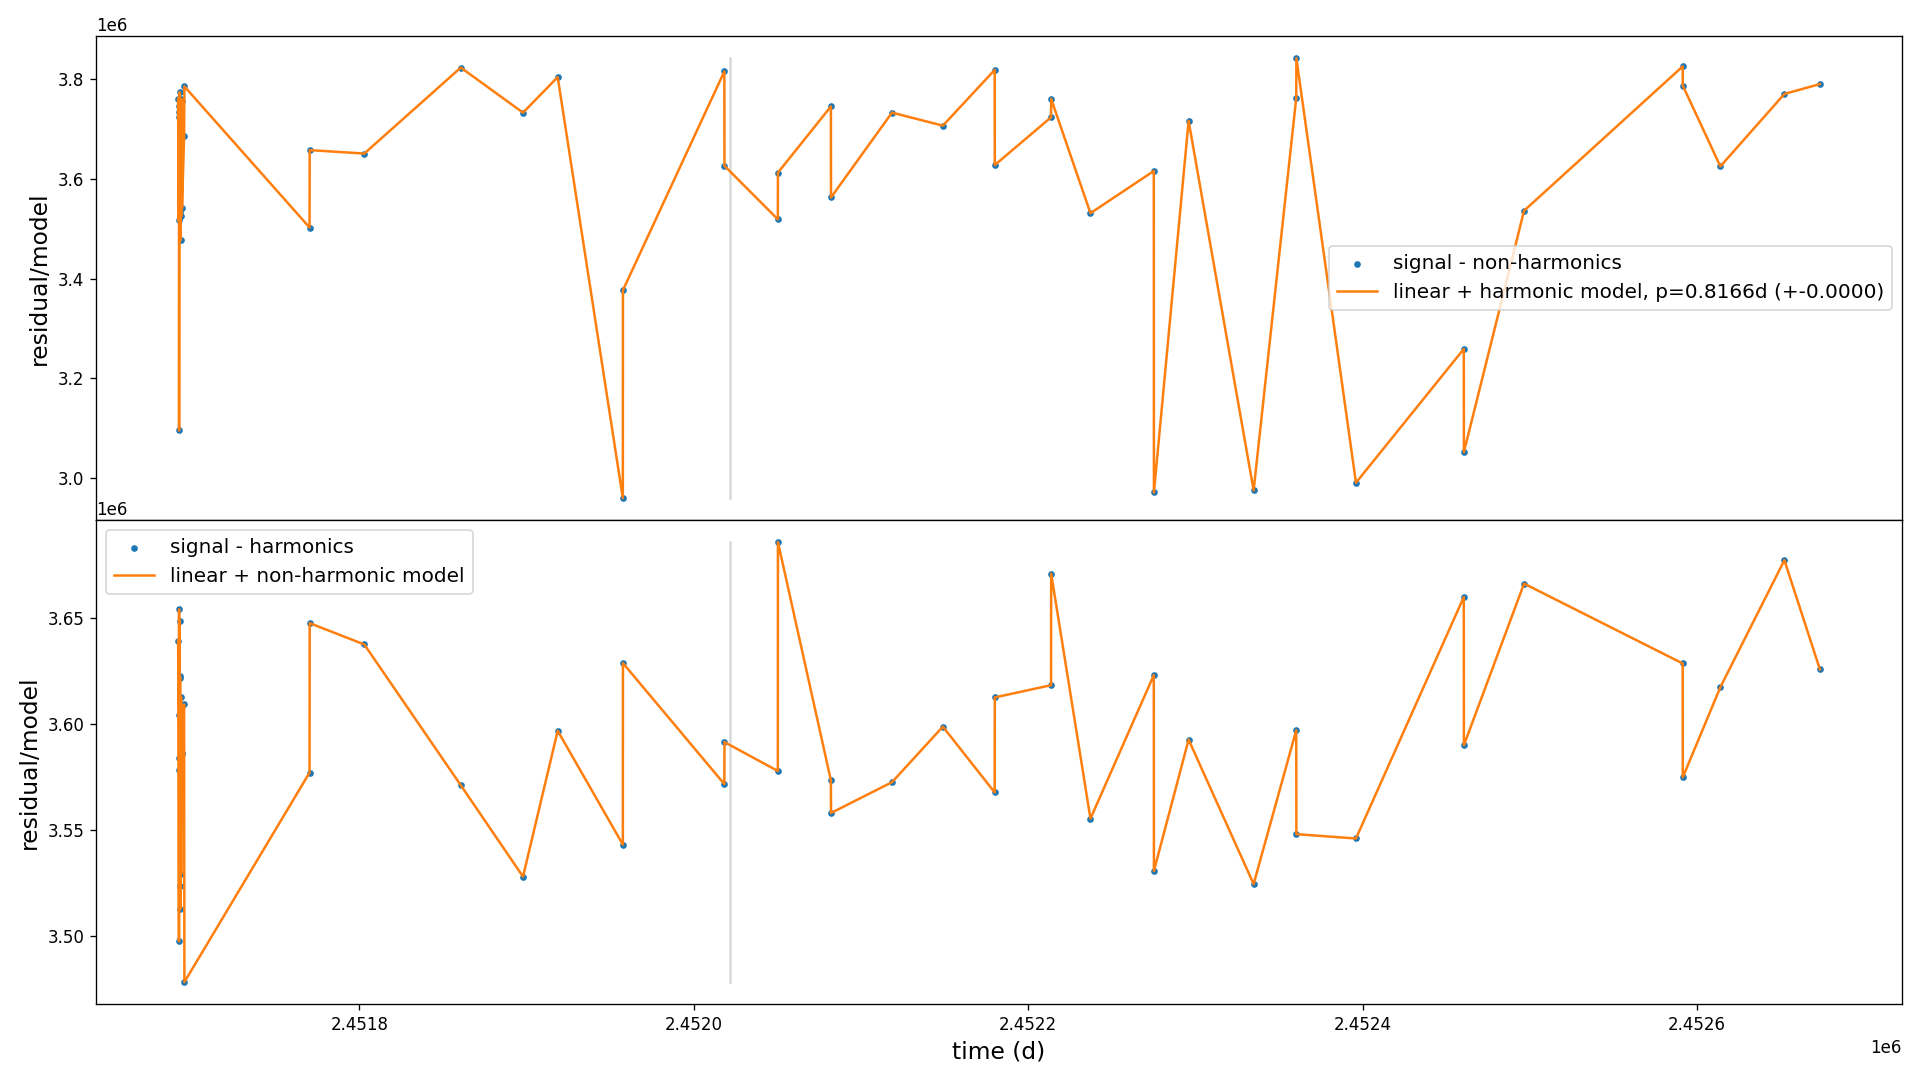 1e6
3.8
3.6
3.4
3.2
3.0
residual/model
signal - non-harmonics
linear + harmonic model, p=0.8166d (+-0.0000)
1e6
signal - harmonics
linear + non-harmonic model
3.65
3.60
3.55
3.50
residual/model
2.4518
2.4520
2.4522
2.4524
2.4526
time (d)
1e6